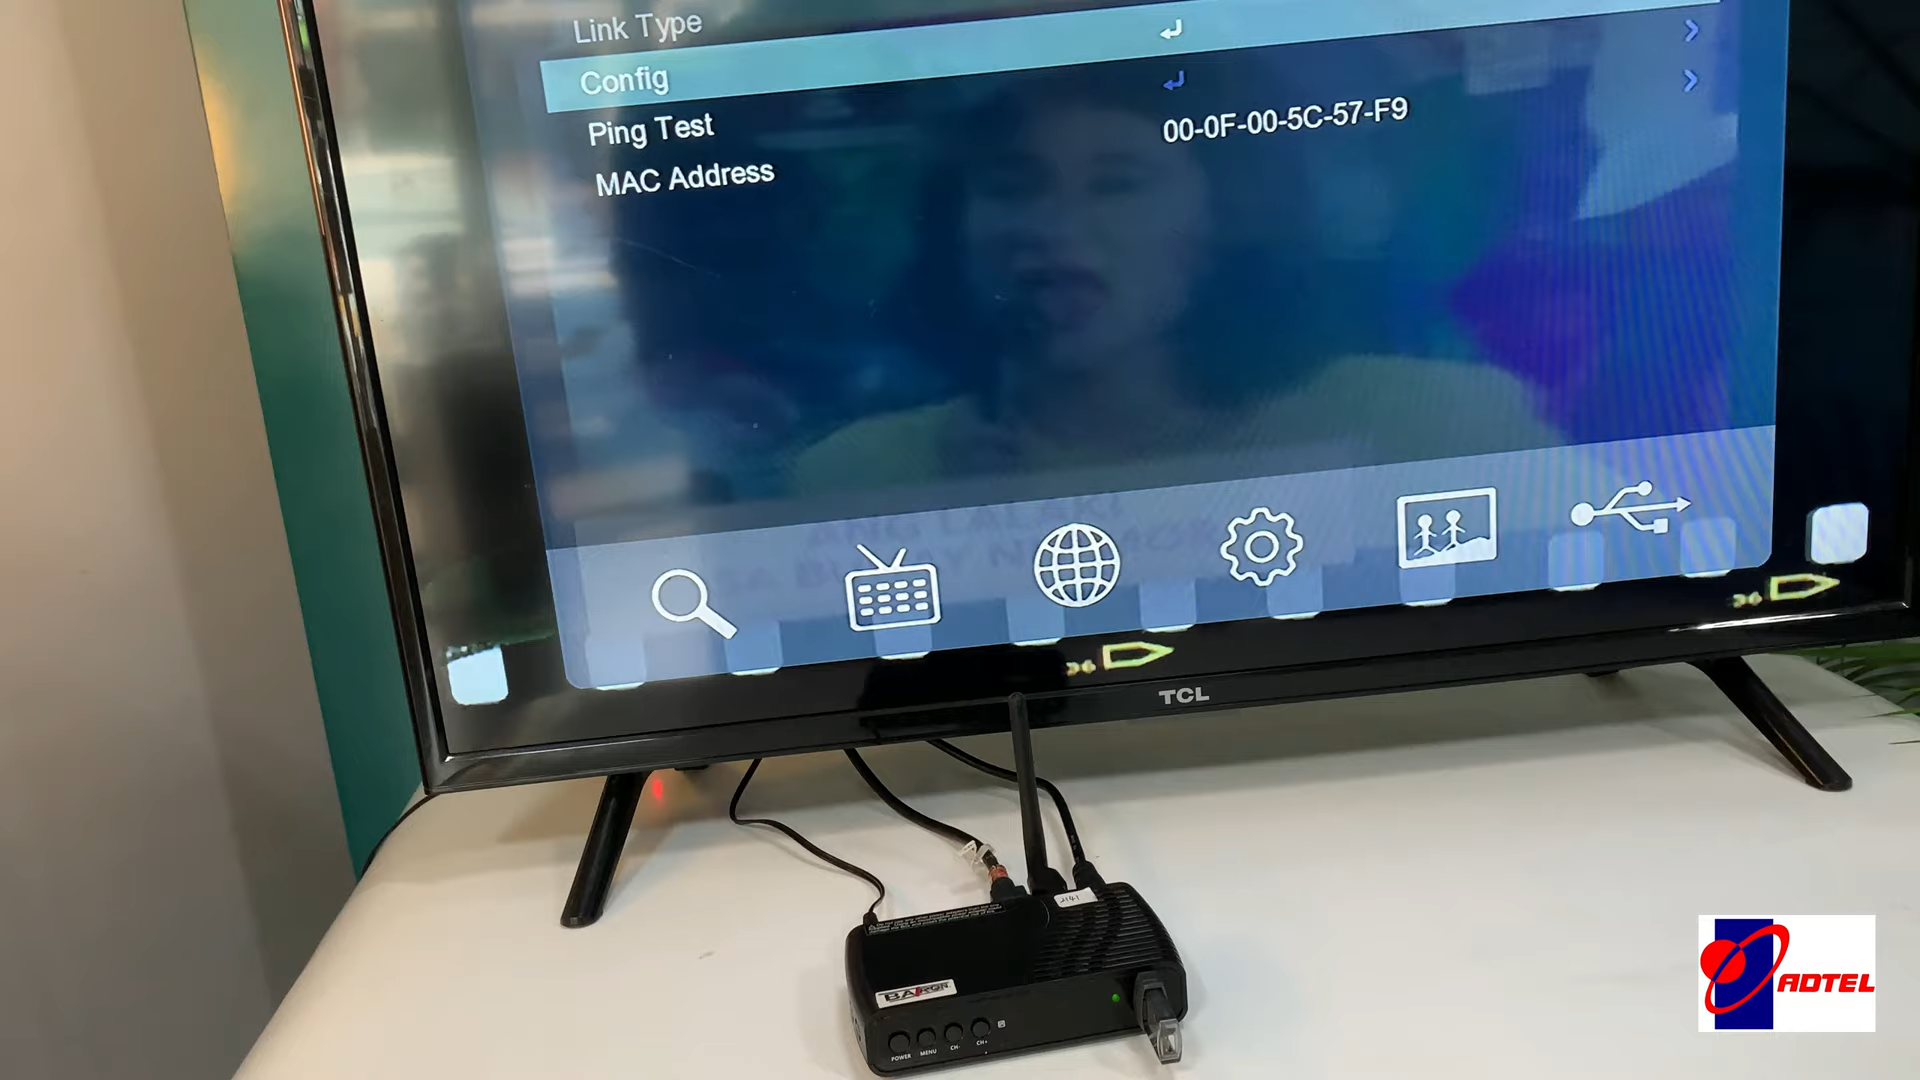 Link Type
Config
Ping Test
00-0F-00-5C-57-F9
MAC Address
TCL
2141
POWER
MENU
CH-
CH+
ADTEL